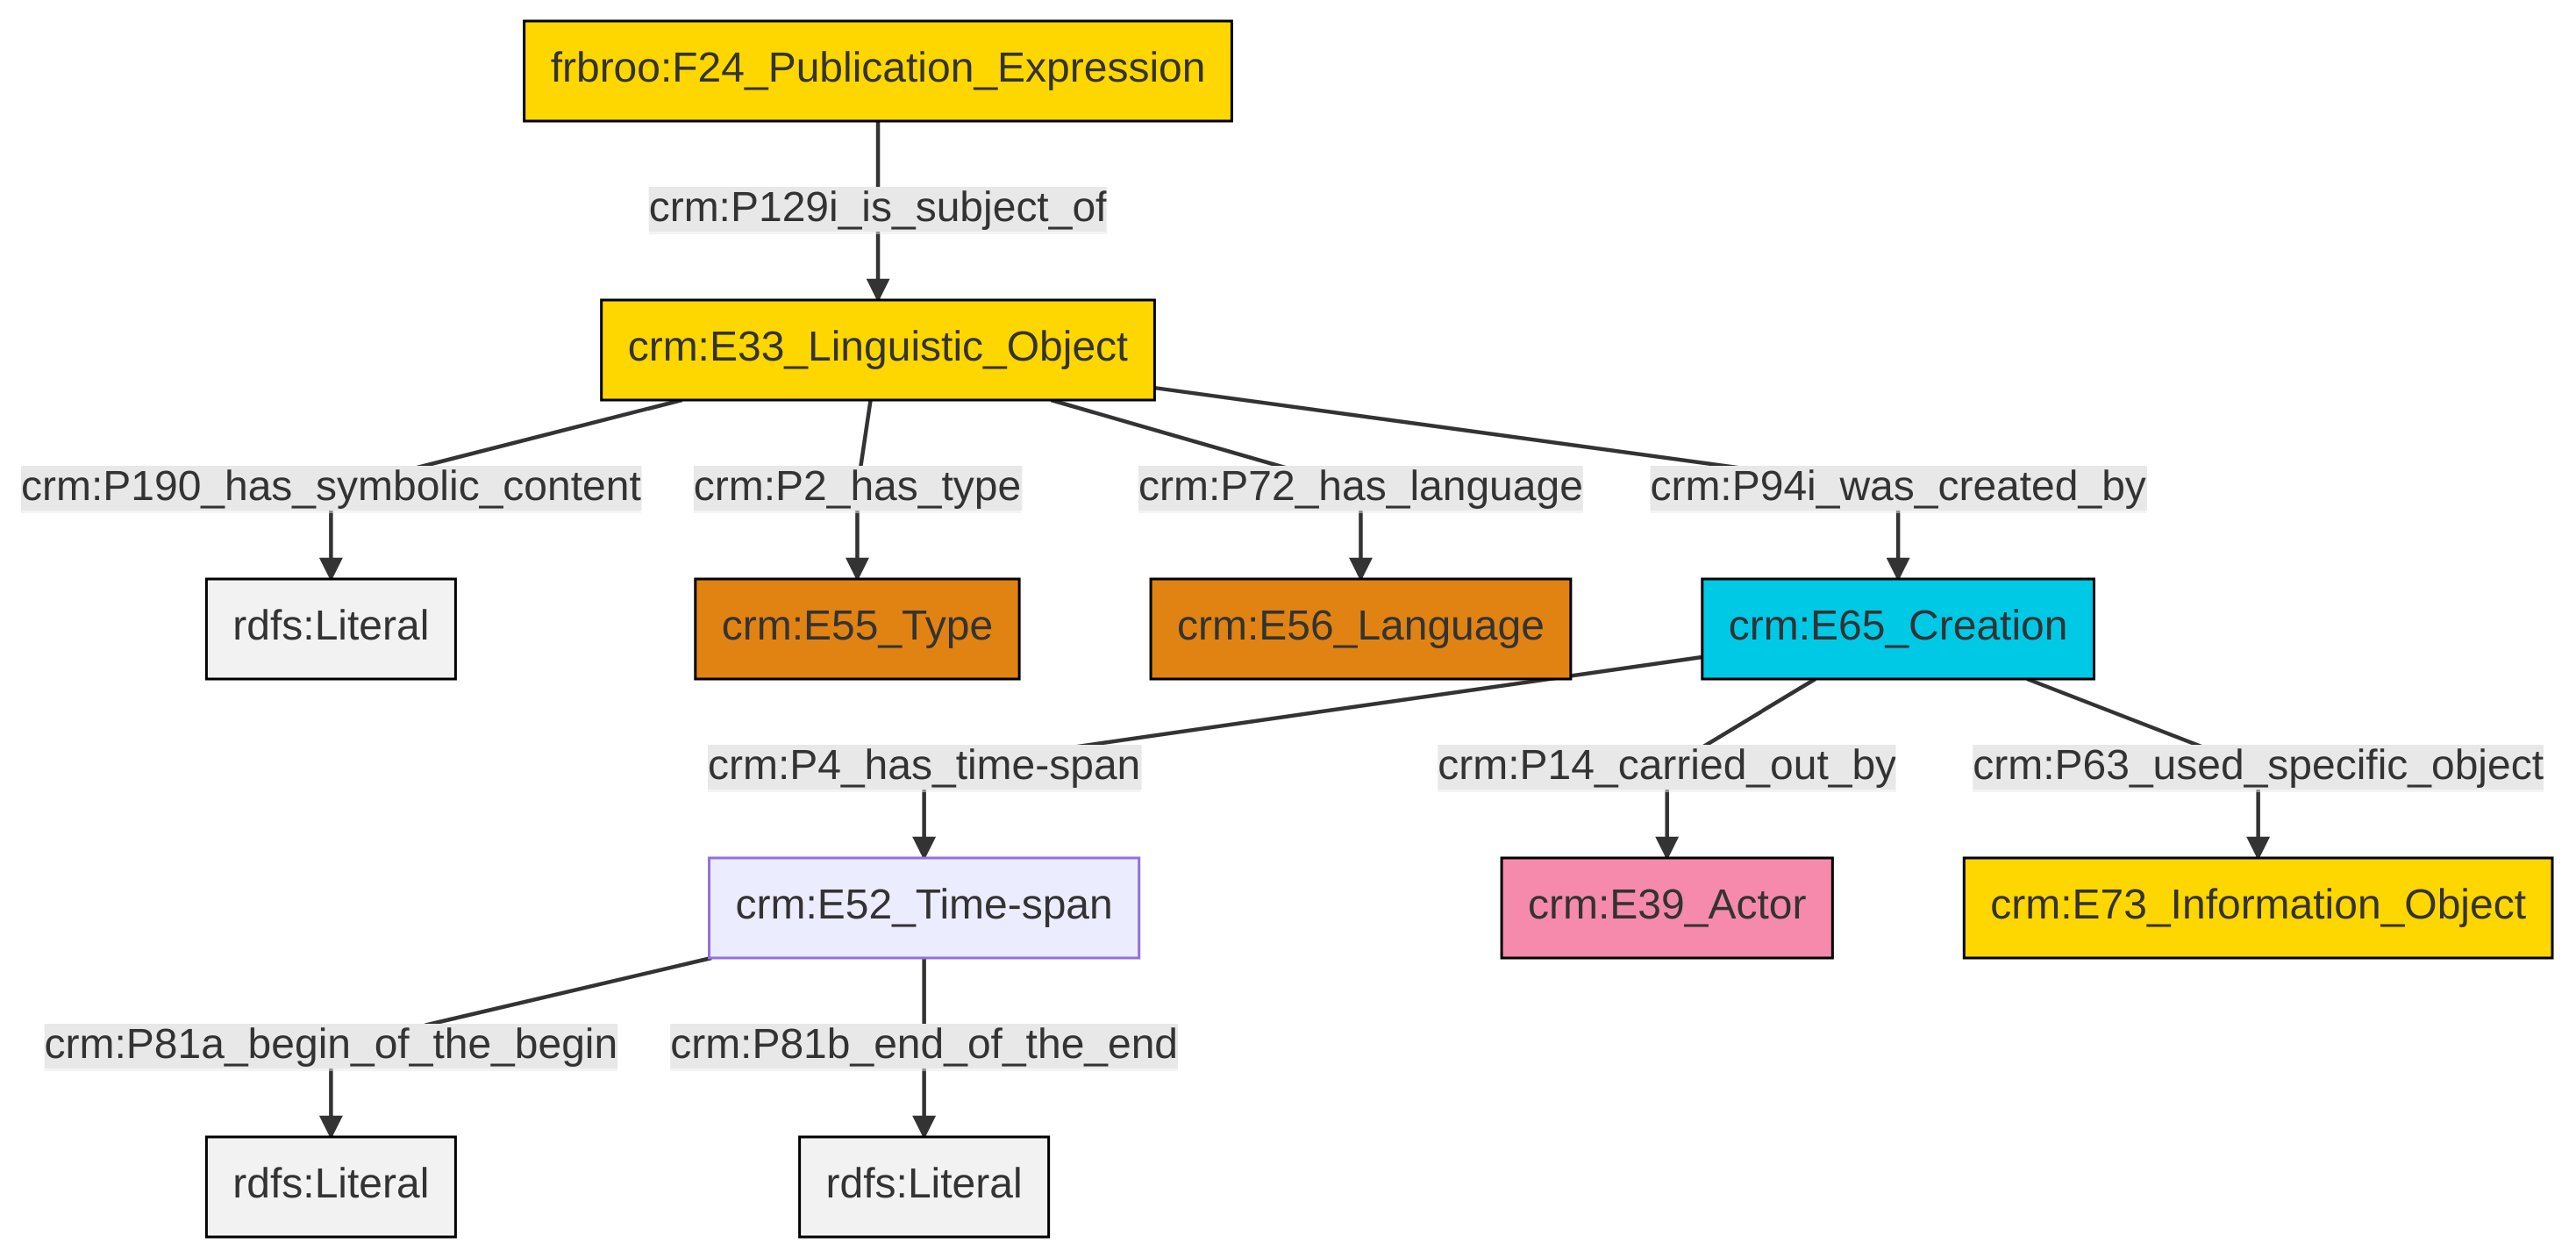 frbroo:F24_Publication_Expression
crm:P129i_is_subject_of
crm:E33_Linguistic_Object
crm:P190_has_symbolic_content
crm:P2_has_type
crm:P72_has_language
crm:P94i_was_created_by
rdfs:Literal
crm:E55_Type
crm:E56_Language
crm:E65_Creation
crm:P4_has_time-span
crm:P14_carried_out_by
crm:P63_used_specific_object
crm:E52_Time-span
crm:E39_Actor
crm:E73_Information_Object
crm:P81a_begin_of_the_begin
crm:P81b_end_of_the_end
rdfs:Literal
rdfs:Literal